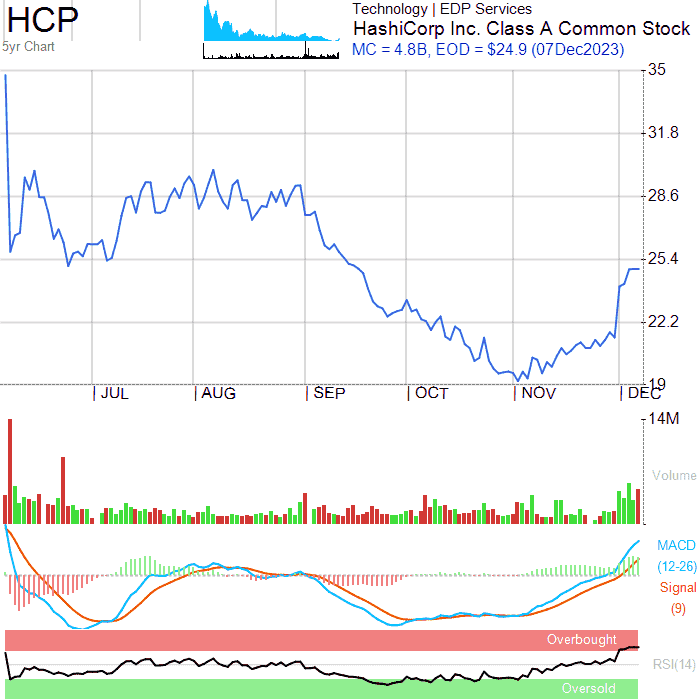 HCP
5yr Chart
Technology | EDP Services
HashiCorp Inc. Class A Common Stock
MC = 4.8B, EOD = $24.9 (07Dec2023)
35
31.8
28.6
25.4
22.2
19
JUL AUG SEP OCT NOV DEC
14M
Volume
MACD
(12-26)
Signal
(9)
Overbought
RSI(14)
Oversold